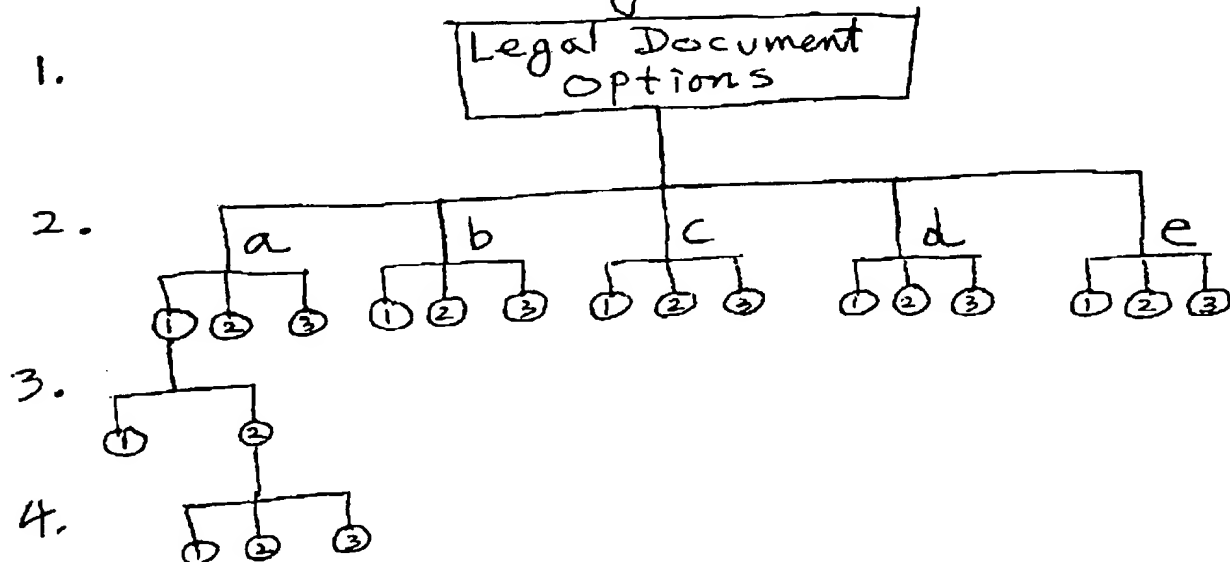 1.
Legal Document
Options
2.
a b c d e
① ② ③ ① ② ③ ① ② ③ ① ② ③ ① ② ③
3.
① ②
4.
① ② ③